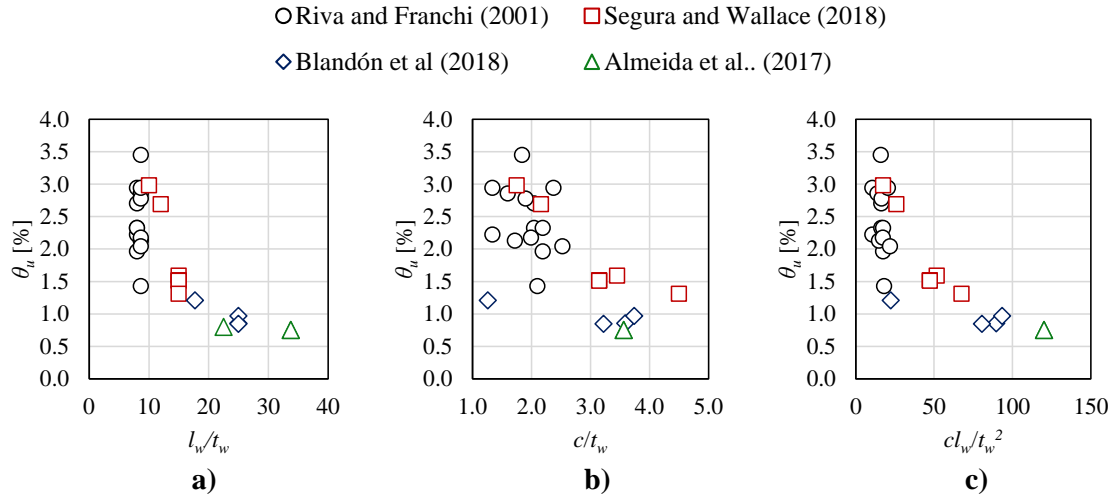 Riva and Franchi (2001) Segura and Wallace (2018)
Blandón et al (2018) Almeida et al.. (2017)
4.0
3.5
3.0
2.5
2.0
1.5
1.0
0.5
0.0
θu [%]
0 10 20 30 40
lw/tw
a)
4.0
3.5
3.0
2.5
2.0
1.5
1.0
0.5
0.0
θu [%]
1.0 2.0 3.0 4.0 5.0
c/tw
b)
4.0
3.5
3.0
2.5
2.0
1.5
1.0
0.5
0.0
θu [%]
0 50 100 150
clw/tw²
c)